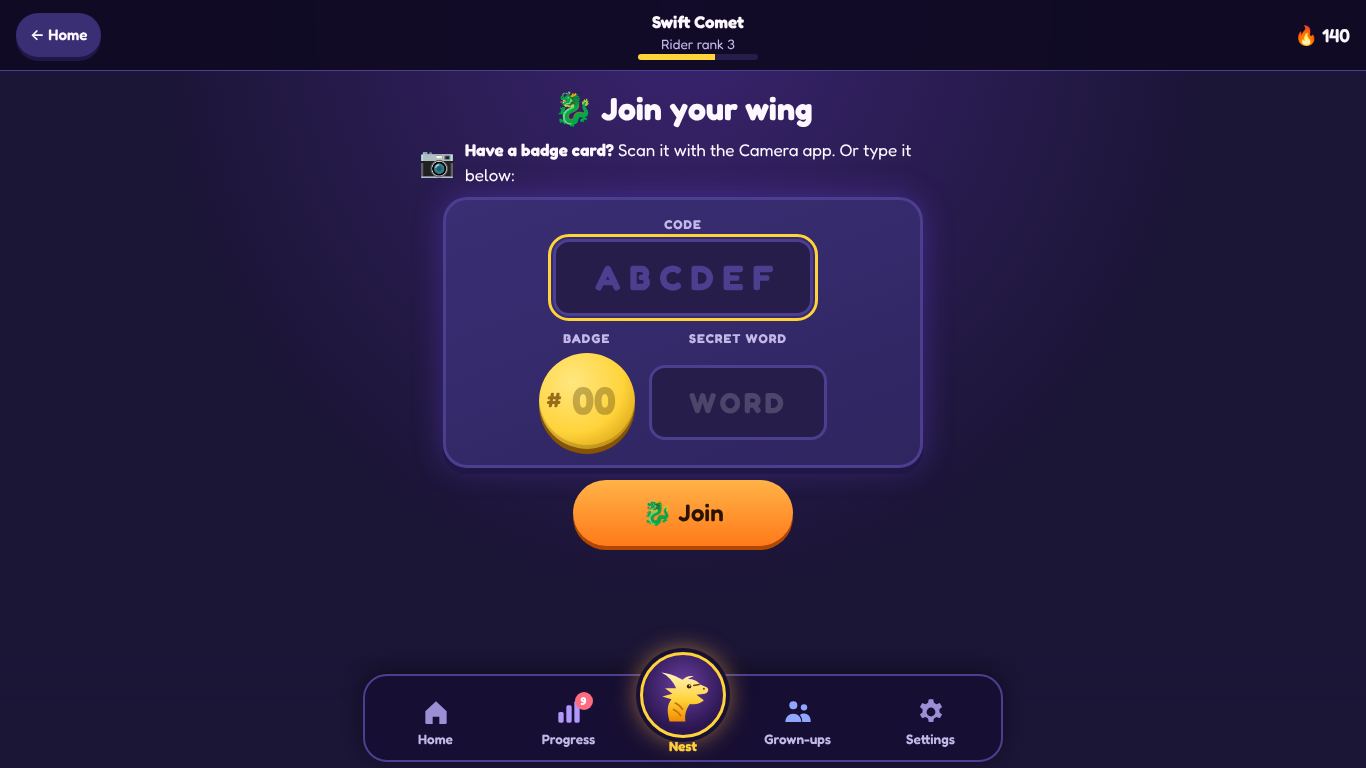 ← Home
Swift Comet
Rider rank 3
140
Join your wing
Have a badge card? Scan it with the Camera app. Or type it
below:
CODE
ABCDEF
BADGE
SECRET WORD
# 00
WORD
Join
Home
9
Progress
Nest
Grown-ups
Settings